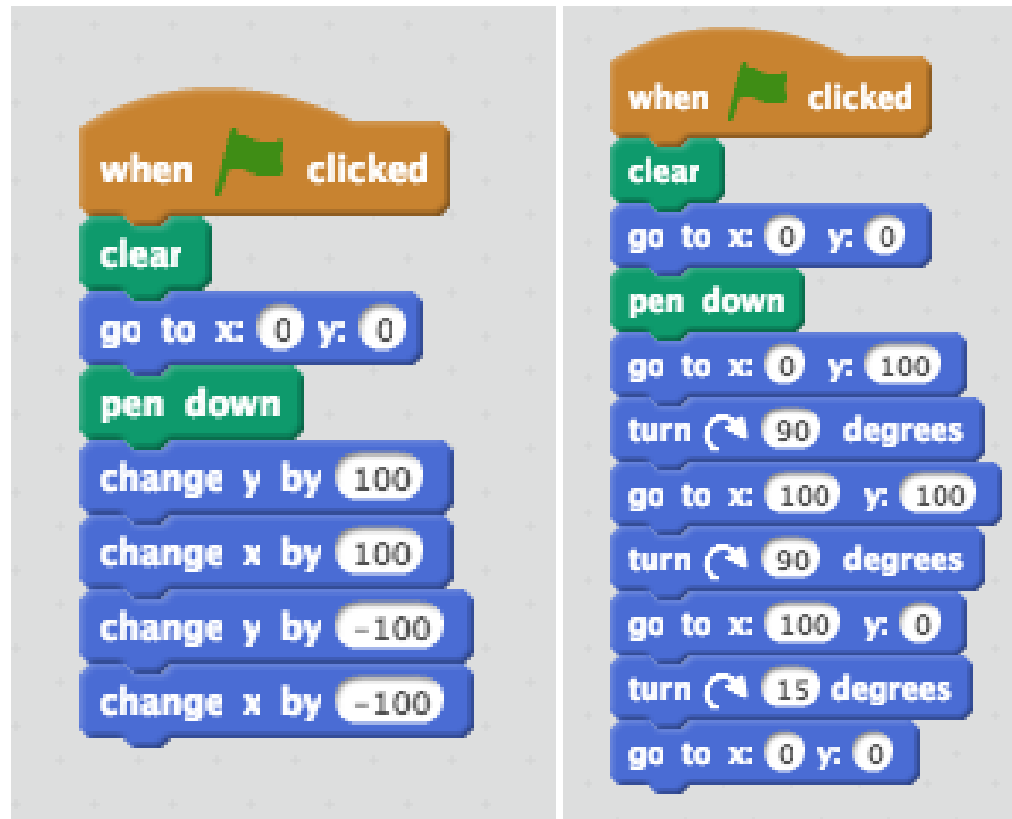 when clicked
clear
go to x: 0 y: 0
pen down
change y by 100
change x by 100
change y by -100
change x by -100
when clicked
clear
go to x: 0 y: 0
pen down
go to x: 0 y: 100
turn 90 degrees
go to x: 100 y: 100
turn 90 degrees
go to x: 100 y: 0
turn 15 degrees
go to x: 0 y: 0